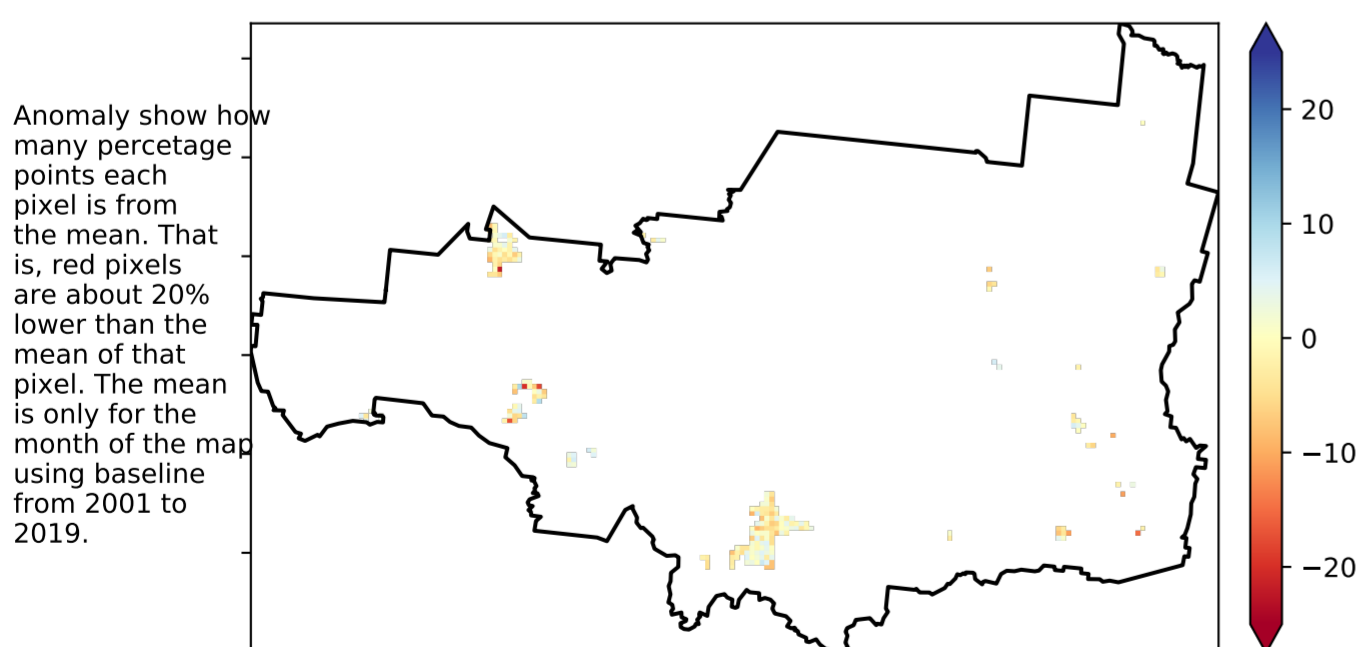 Anomaly show how
many percetage
points each
pixel is from
the mean. That
is, red pixels
are about 20%
lower than the
mean of that
pixel. The mean
is only for the
month of the map
using baseline
from 2001 to
2019.
20
10
0
−10
−20